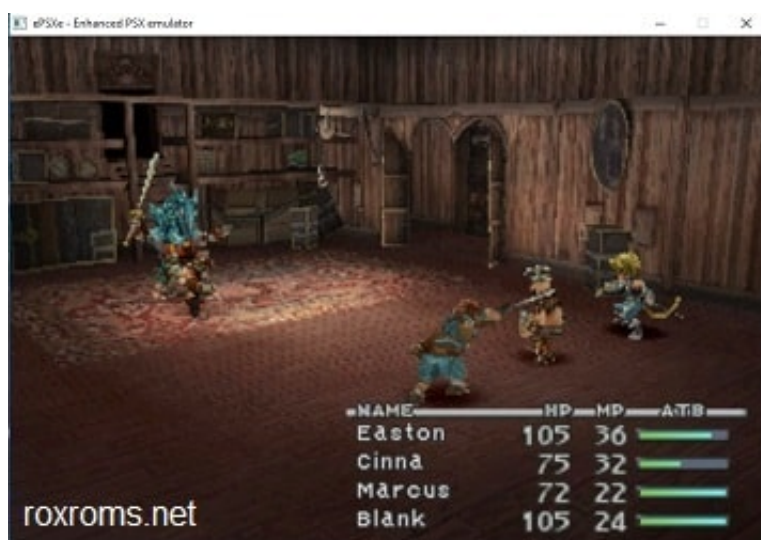 ePSXe - Enhanced PSX emulator
NAME HP MP ATB
Easton 105 36
Cinna 75 32
Marcus 72 22
Blank 105 24
roxroms.net